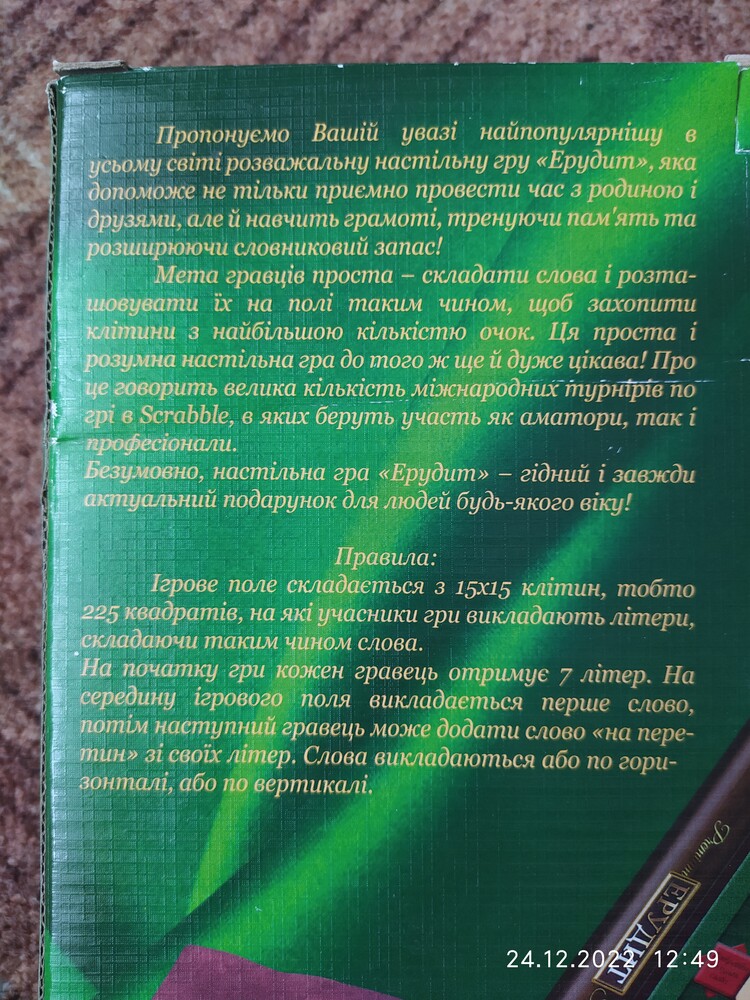 Пропонуємо Вашій увазі найпопулярнішу в
усьому світі розважальну настільну гру «Ерудит», яка
допоможе не тільки приємно провести час з родиною і
друзями, але й навчить грамоті, тренуючи пам'ять та
розширюючи словниковий запас!
Мета гравців проста – складати слова і розта-
шовувати їх на полі таким чином, щоб захопити
клітини з найбільшою кількістю очок. Ця проста і
розумна настільна гра до того ж ще й дуже цікава! Про
це говорить велика кількість міжнародних турнірів по
грі в Scrabble, в яких беруть участь як аматори, так і
професіонали.
Безумовно, настільна гра «Ерудит» – гідний і завжди
актуальний подарунок для людей будь-якого віку!
Правила:
Ігрове поле складається з 15х15 клітин, тобто
225 квадратів, на які учасники гри викладають літери,
складаючи таким чином слова.
На початку гри кожен гравець отримує 7 літер. На
середину ігрового поля викладається перше слово,
потім наступний гравець може додати слово «на пере-
тин» зі своїх літер. Слова викладаються або по гори-
зонталі, або по вертикалі.
ЕРУДИТ
24.12.2022 12:49